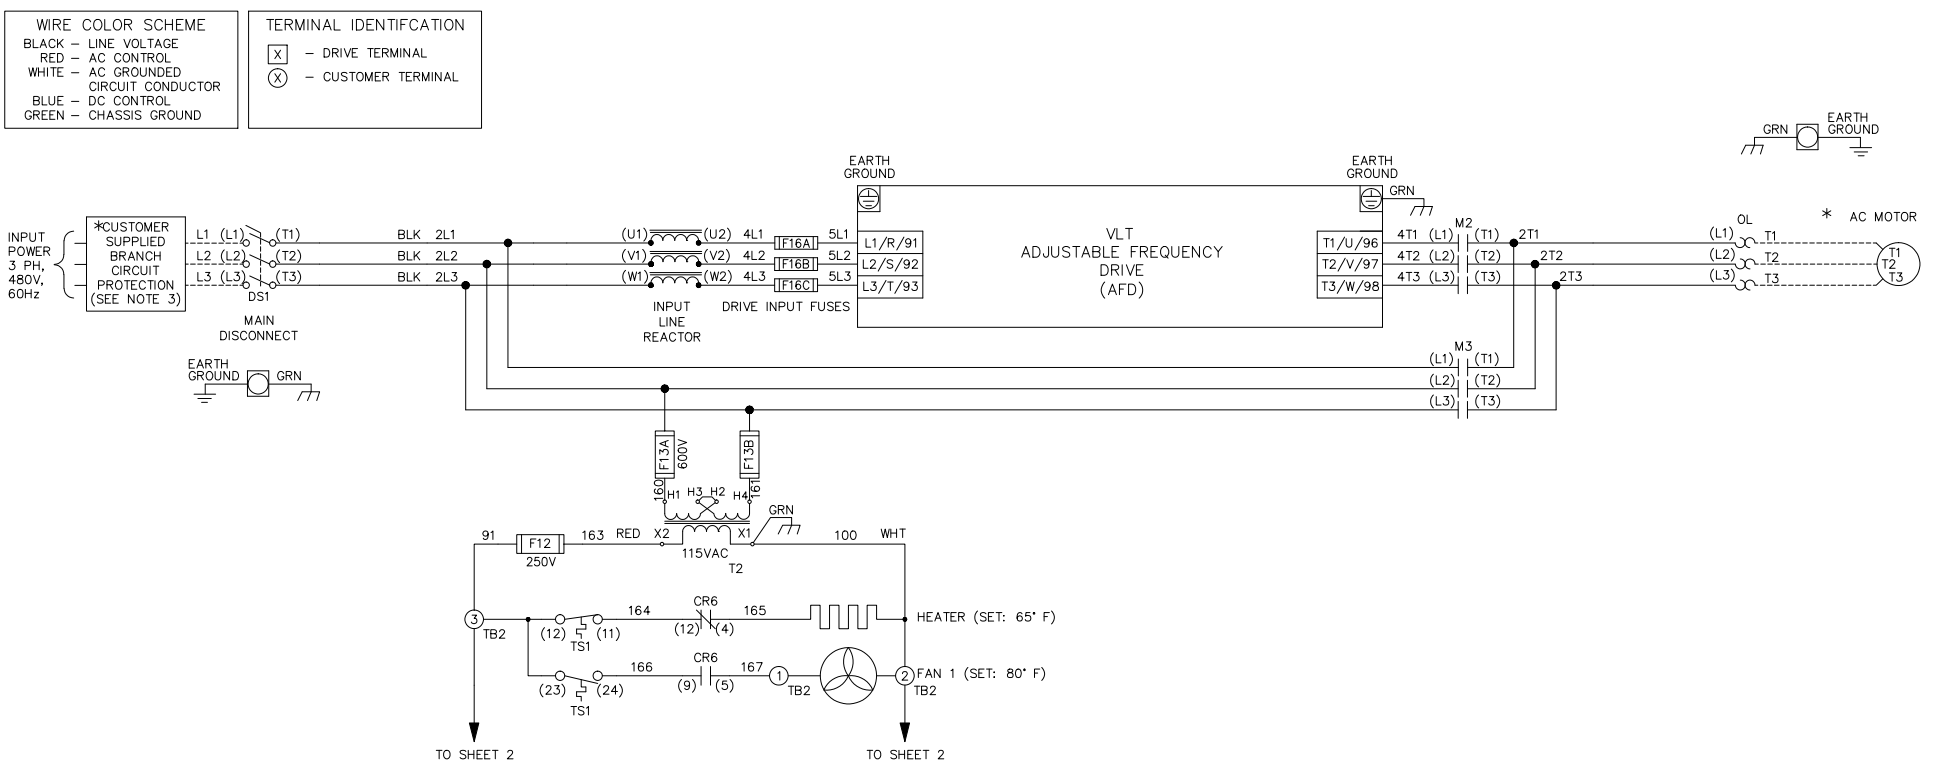 WIRE COLOR SCHEME
BLACK – LINE VOLTAGE
RED – AC CONTROL
WHITE – AC GROUNDED
CIRCUIT CONDUCTOR
BLUE – DC CONTROL
GREEN – CHASSIS GROUND
TERMINAL IDENTIFCATION
X – DRIVE TERMINAL
X – CUSTOMER TERMINAL
INPUT
POWER
3 PH,
480V,
60Hz
*CUSTOMER
SUPPLIED
BRANCH
CIRCUIT
PROTECTION
(SEE NOTE 3)
L1 (L1) (T1) BLK 2L1 (U1) (U2) 4L1 F16A 5L1 L1/R/91
L2 (L2) (T2) BLK 2L2 (V1) (V2) 4L2 F16B 5L2 L2/S/92
L3 (L3) (T3) BLK 2L3 (W1) (W2) 4L3 F16C 5L3 L3/T/93
DS1
MAIN
DISCONNECT
INPUT
LINE
REACTOR
DRIVE INPUT FUSES
EARTH
GROUND
VLT
ADJUSTABLE FREQUENCY
DRIVE
(AFD)
EARTH
GROUND
GRN
M2
T1/U/96 4T1 (L1) (T1) 2T1
T2/V/97 4T2 (L2) (T2) 2T2
T3/W/98 4T3 (L3) (T3) 2T3
GRN
EARTH
GROUND
OL
* AC MOTOR
(L1) T1
(L2) T2
(L3) T3
T1
T2
T3
EARTH
GROUND
GRN
M3
(L1) (T1)
(L2) (T2)
(L3) (T3)
F13A
600V
F13B
160
161
H1 H3 H2 H4
GRN
91 F12 163 RED X2 X1 100 WHT
250V
115VAC
T2
3
TB2
(12) (11)
TS1
164
CR6
(12) (4)
165
HEATER (SET: 65° F)
(23) (24)
TS1
166
CR6
(9) (5)
167
1
TB2
2
TB2
FAN 1 (SET: 80° F)
TO SHEET 2
TO SHEET 2